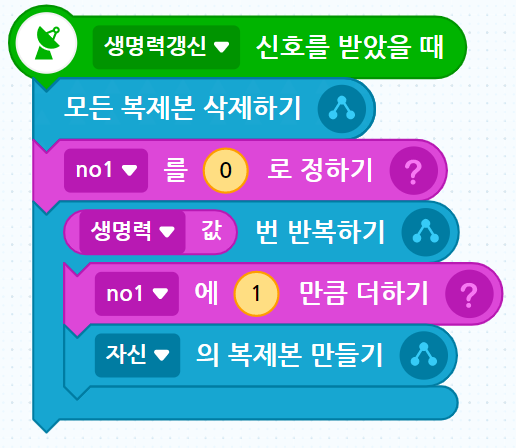 생명력갱신 신호를 받았을 때
모든 복제본 삭제하기
no1 를 0 로 정하기 ?
생명력 값 번 반복하기
no1 에 1 만큼 더하기 ?
자신 의 복제본 만들기